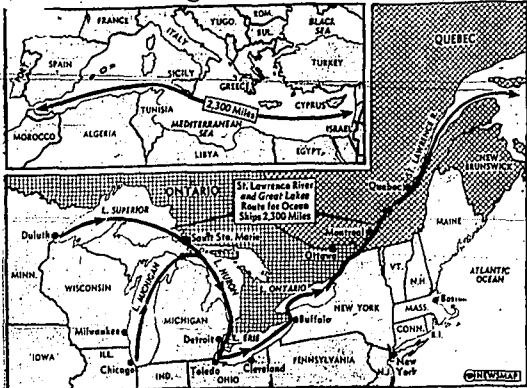 FRANCE
YUGO.
ROM.
BUL.
BLACK
SEA
SPAIN
ITALY
TURKEY
PORT.
SICILY
GREECE
CYPRUS
2,300 Miles
TUNISIA
MOROCCO
ALGERIA
MEDITERRANEAN
SEA
ISRAEL
LIBYA
EGYPT
QUEBEC
ST. LAWRENCE R.
NEW
BRUNSWICK
Quebec
ONTARIO
St. Lawrence River
and Great Lakes
Route for Ocean
Ships 2,300 Miles
L. SUPERIOR
Duluth
Sault Ste. Marie
Montreal
Ottawa
MAINE
MINN.
WISCONSIN
L. MICHIGAN
HURON
L. ONTARIO
VT.
N.H.
ATLANTIC
OCEAN
MICHIGAN
NEW YORK
Buffalo
MASS.
Boston
Milwaukee
Detroit
L. ERIE
CONN.
R.I.
IOWA
ILL.
Chicago
IND.
Toledo
OHIO
Cleveland
PENNSYLVANIA
N.J.
New
York
NEWSMAP